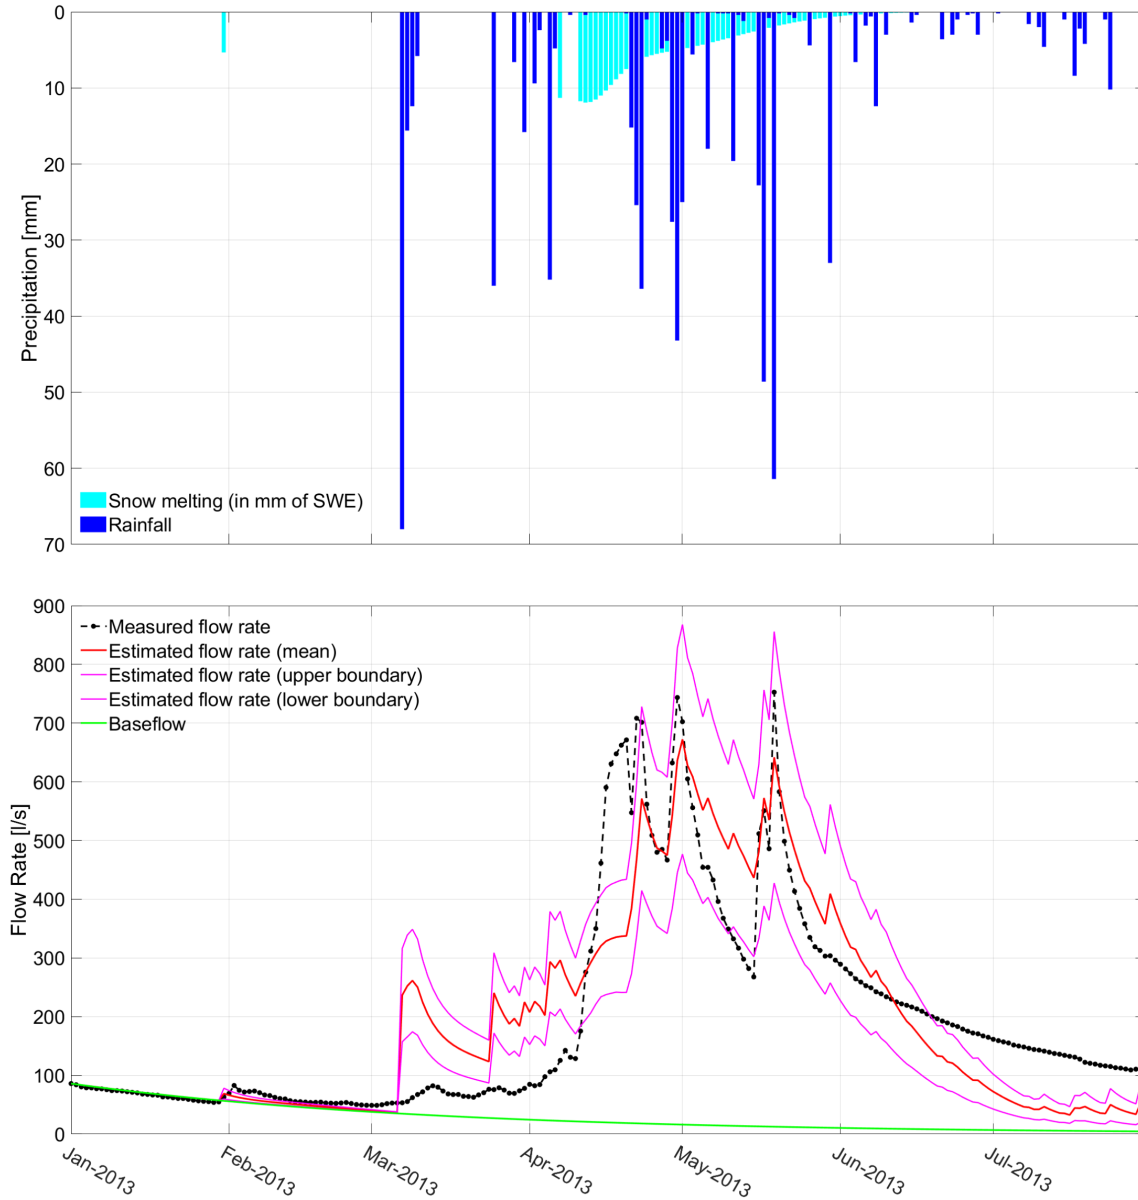 0
10
20
30
40
50
60
70
Precipitation [mm]
Snow melting (in mm of SWE)
Rainfall
900
800
700
600
500
400
300
200
100
0
Flow Rate [l/s]
Measured flow rate
Estimated flow rate (mean)
Estimated flow rate (upper boundary)
Estimated flow rate (lower boundary)
Baseflow
Jan-2013
Feb-2013
Mar-2013
Apr-2013
May-2013
Jun-2013
Jul-2013